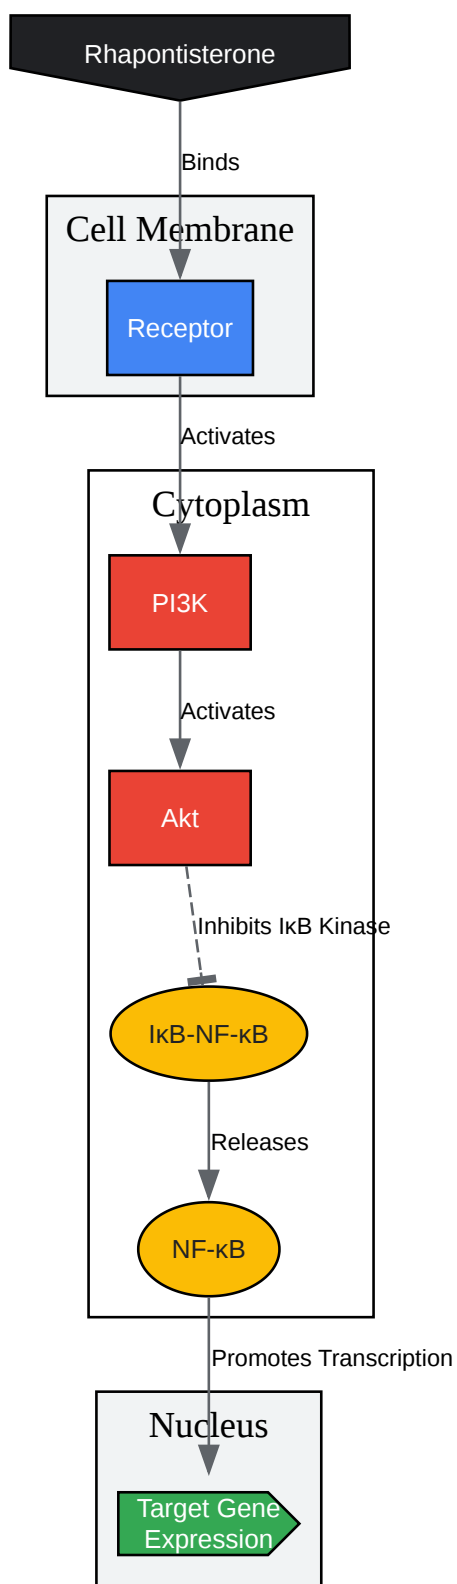 Rhapontisterone
Binds
Cell Membrane
Receptor
Activates
Cytoplasm
PI3K
Activates
Akt
Inhibits IκB Kinase
IκB-NF-κB
Releases
NF-κB
Promotes Transcription
Nucleus
Target Gene
Expression